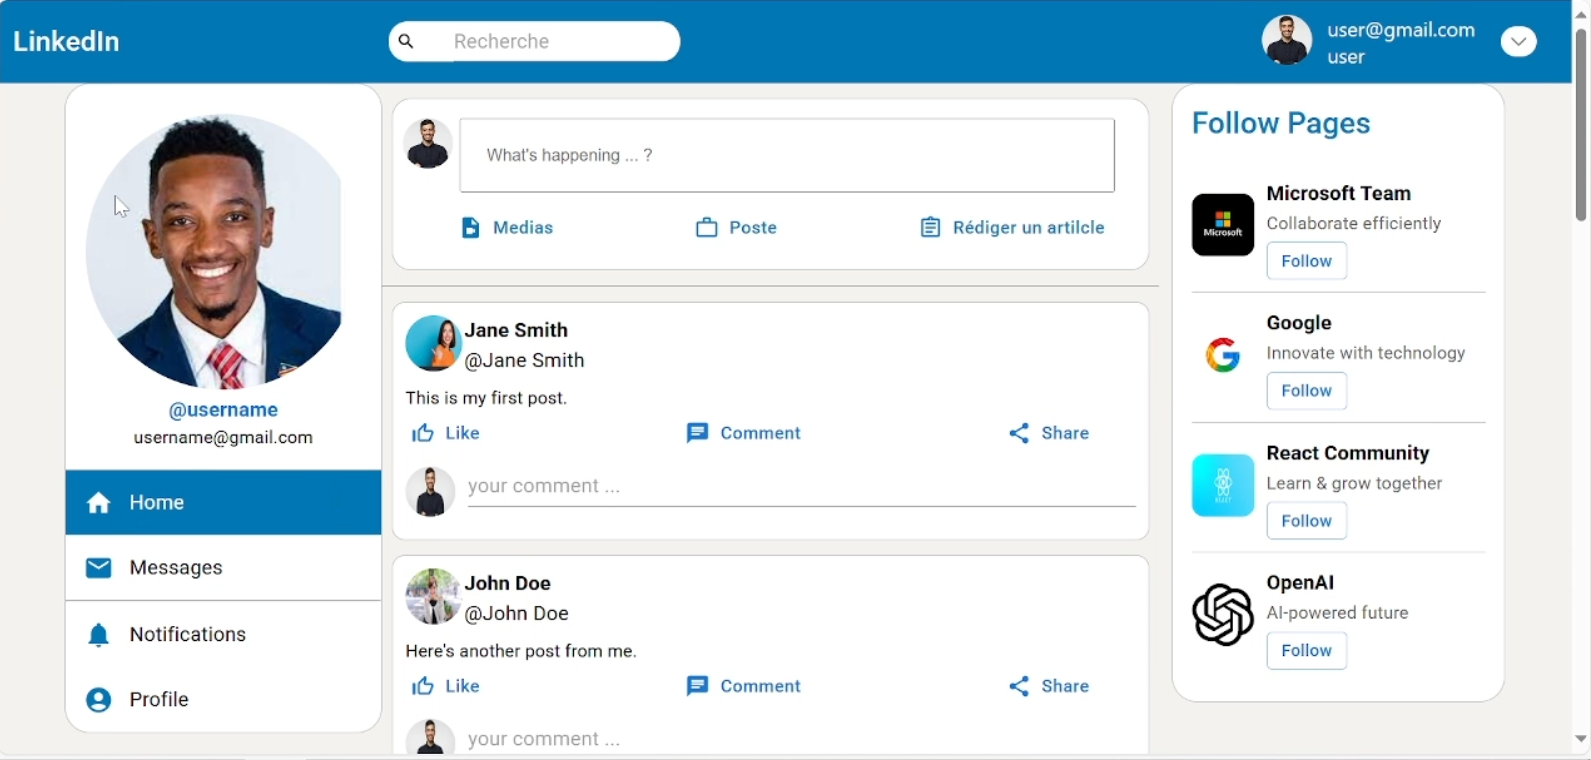 LinkedIn
Recherche
user@gmail.com
user
@username
username@gmail.com
Home
Messages
Notifications
Profile
What's happening ... ?
Medias
Poste
Rédiger un artilcle
Jane Smith
@Jane Smith
This is my first post.
Like
Comment
Share
your comment ...
John Doe
@John Doe
Here's another post from me.
Like
Comment
Share
your comment ...
Follow Pages
Microsoft
Microsoft Team
Collaborate efficiently
Follow
Google
Innovate with technology
Follow
REACT
React Community
Learn & grow together
Follow
OpenAI
AI-powered future
Follow